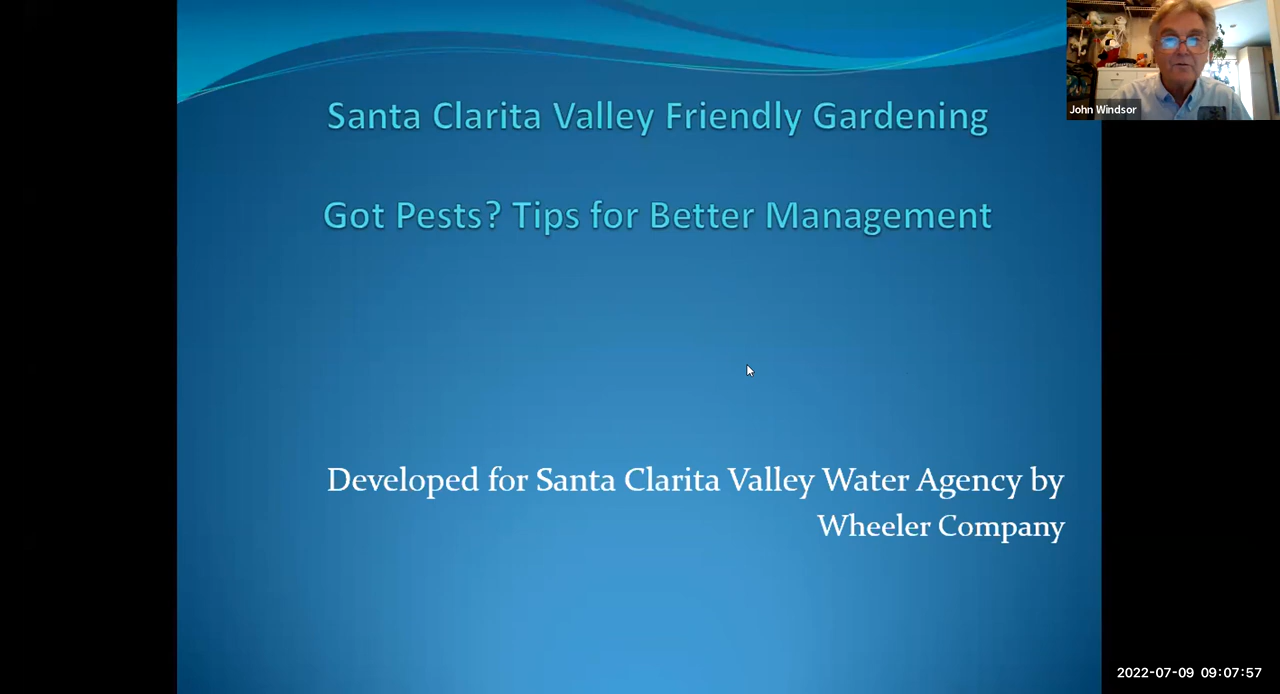 Santa Clarita Valley Friendly Gardening
Got Pests? Tips for Better Management
Developed for Santa Clarita Valley Water Agency by
Wheeler Company
John Windsor
2022-07-09 09:07:57